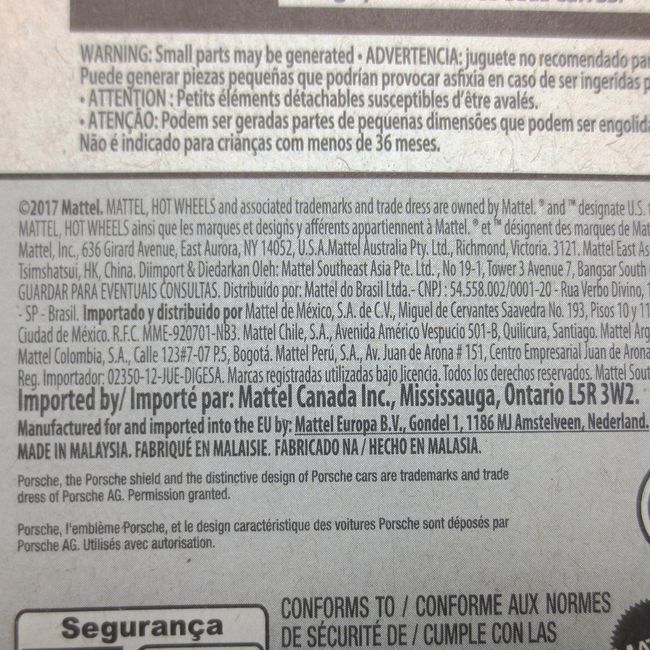 WARNING: Small parts may be generated • ADVERTENCIA: juguete no recomendado
Puede generar piezas pequeñas que podrían provocar asfixia en caso de ser ingeridas
• ATTENTION : Petits éléments détachables susceptibles d'être avalés.
• ATENÇÃO: Podem ser geradas partes de pequenas dimensões que podem ser
Não é indicado para crianças com menos de 36 meses.
©2017 Mattel. MATTEL, HOT WHEELS and associated trademarks and trade dress are owned by Mattel. ® and ™ designate U.S.
MATTEL, HOT WHEELS ainsi que les marques et designs y afférents appartiennent à Mattel. ® et ™ désignent des marques de
Mattel, Inc., 636 Girard Avenue, East Aurora, NY 14052, U.S.A.Mattel Australia Pty. Ltd., Richmond, Victoria. 3121. Mattel East
Tsimshatsui, HK, China. Diimport & Diedarkan Oleh: Mattel Southeast Asia Pte. Ltd. , No 19-1, Tower 3 Avenue 7, Bangsar South
GUARDAR PARA EVENTUAIS CONSULTAS. Distribuído por: Mattel do Brasil Ltda.- CNPJ : 54.558.002/0001-20 - Rua Verbo Divino,
- SP - Brasil. Importado y distribuido por Mattel de México, S.A. de C.V., Miguel de Cervantes Saavedra No. 193, Pisos 10 y 11
Ciudad de México. R.F.C. MME-920701-NB3. Mattel Chile, S.A., Avenida Américo Vespucio 501-B, Quilicura, Santiago. Mattel
Mattel Colombia, S.A., Calle 123#7-07 P.5, Bogotá. Mattel Perú, S.A., Av. Juan de Arona # 151, Centro Empresarial Juan de Arona
Reg. Importador: 02350-12-JUE-DIGESA. Marcas registradas utilizadas bajo licencia. Todos los derechos reservados. Mattel
Imported by/ Importé par: Mattel Canada Inc., Mississauga, Ontario L5R 3W2.
Manufactured for and imported into the EU by: Mattel Europa B.V., Gondel 1, 1186 MJ Amstelveen, Nederland.
MADE IN MALAYSIA. FABRIQUÉ EN MALAISIE. FABRICADO NA / HECHO EN MALASIA.
Porsche, the Porsche shield and the distinctive design of Porsche cars are trademarks and trade
dress of Porsche AG. Permission granted.
Porsche, l'emblème Porsche, et le design caractéristique des voitures Porsche sont déposés par
Porsche AG. Utilisés avec autorisation.
Segurança
CONFORMS TO / CONFORME AUX NORMES
DE SÉCURITÉ DE / CUMPLE CON LAS